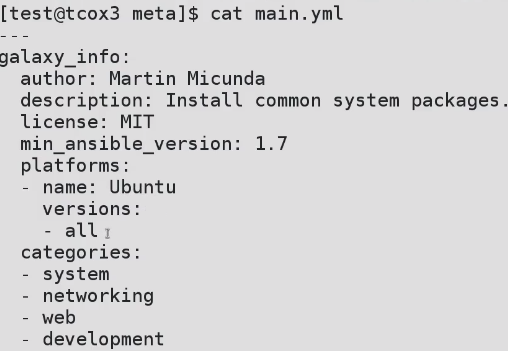 [test@tcox3 meta]$ cat main.yml
---
galaxy_info:
  author: Martin Micunda
  description: Install common system packages.
  license: MIT
  min_ansible_version: 1.7
  platforms:
  - name: Ubuntu
    versions:
    - all
  categories:
  - system
  - networking
  - web
  - development